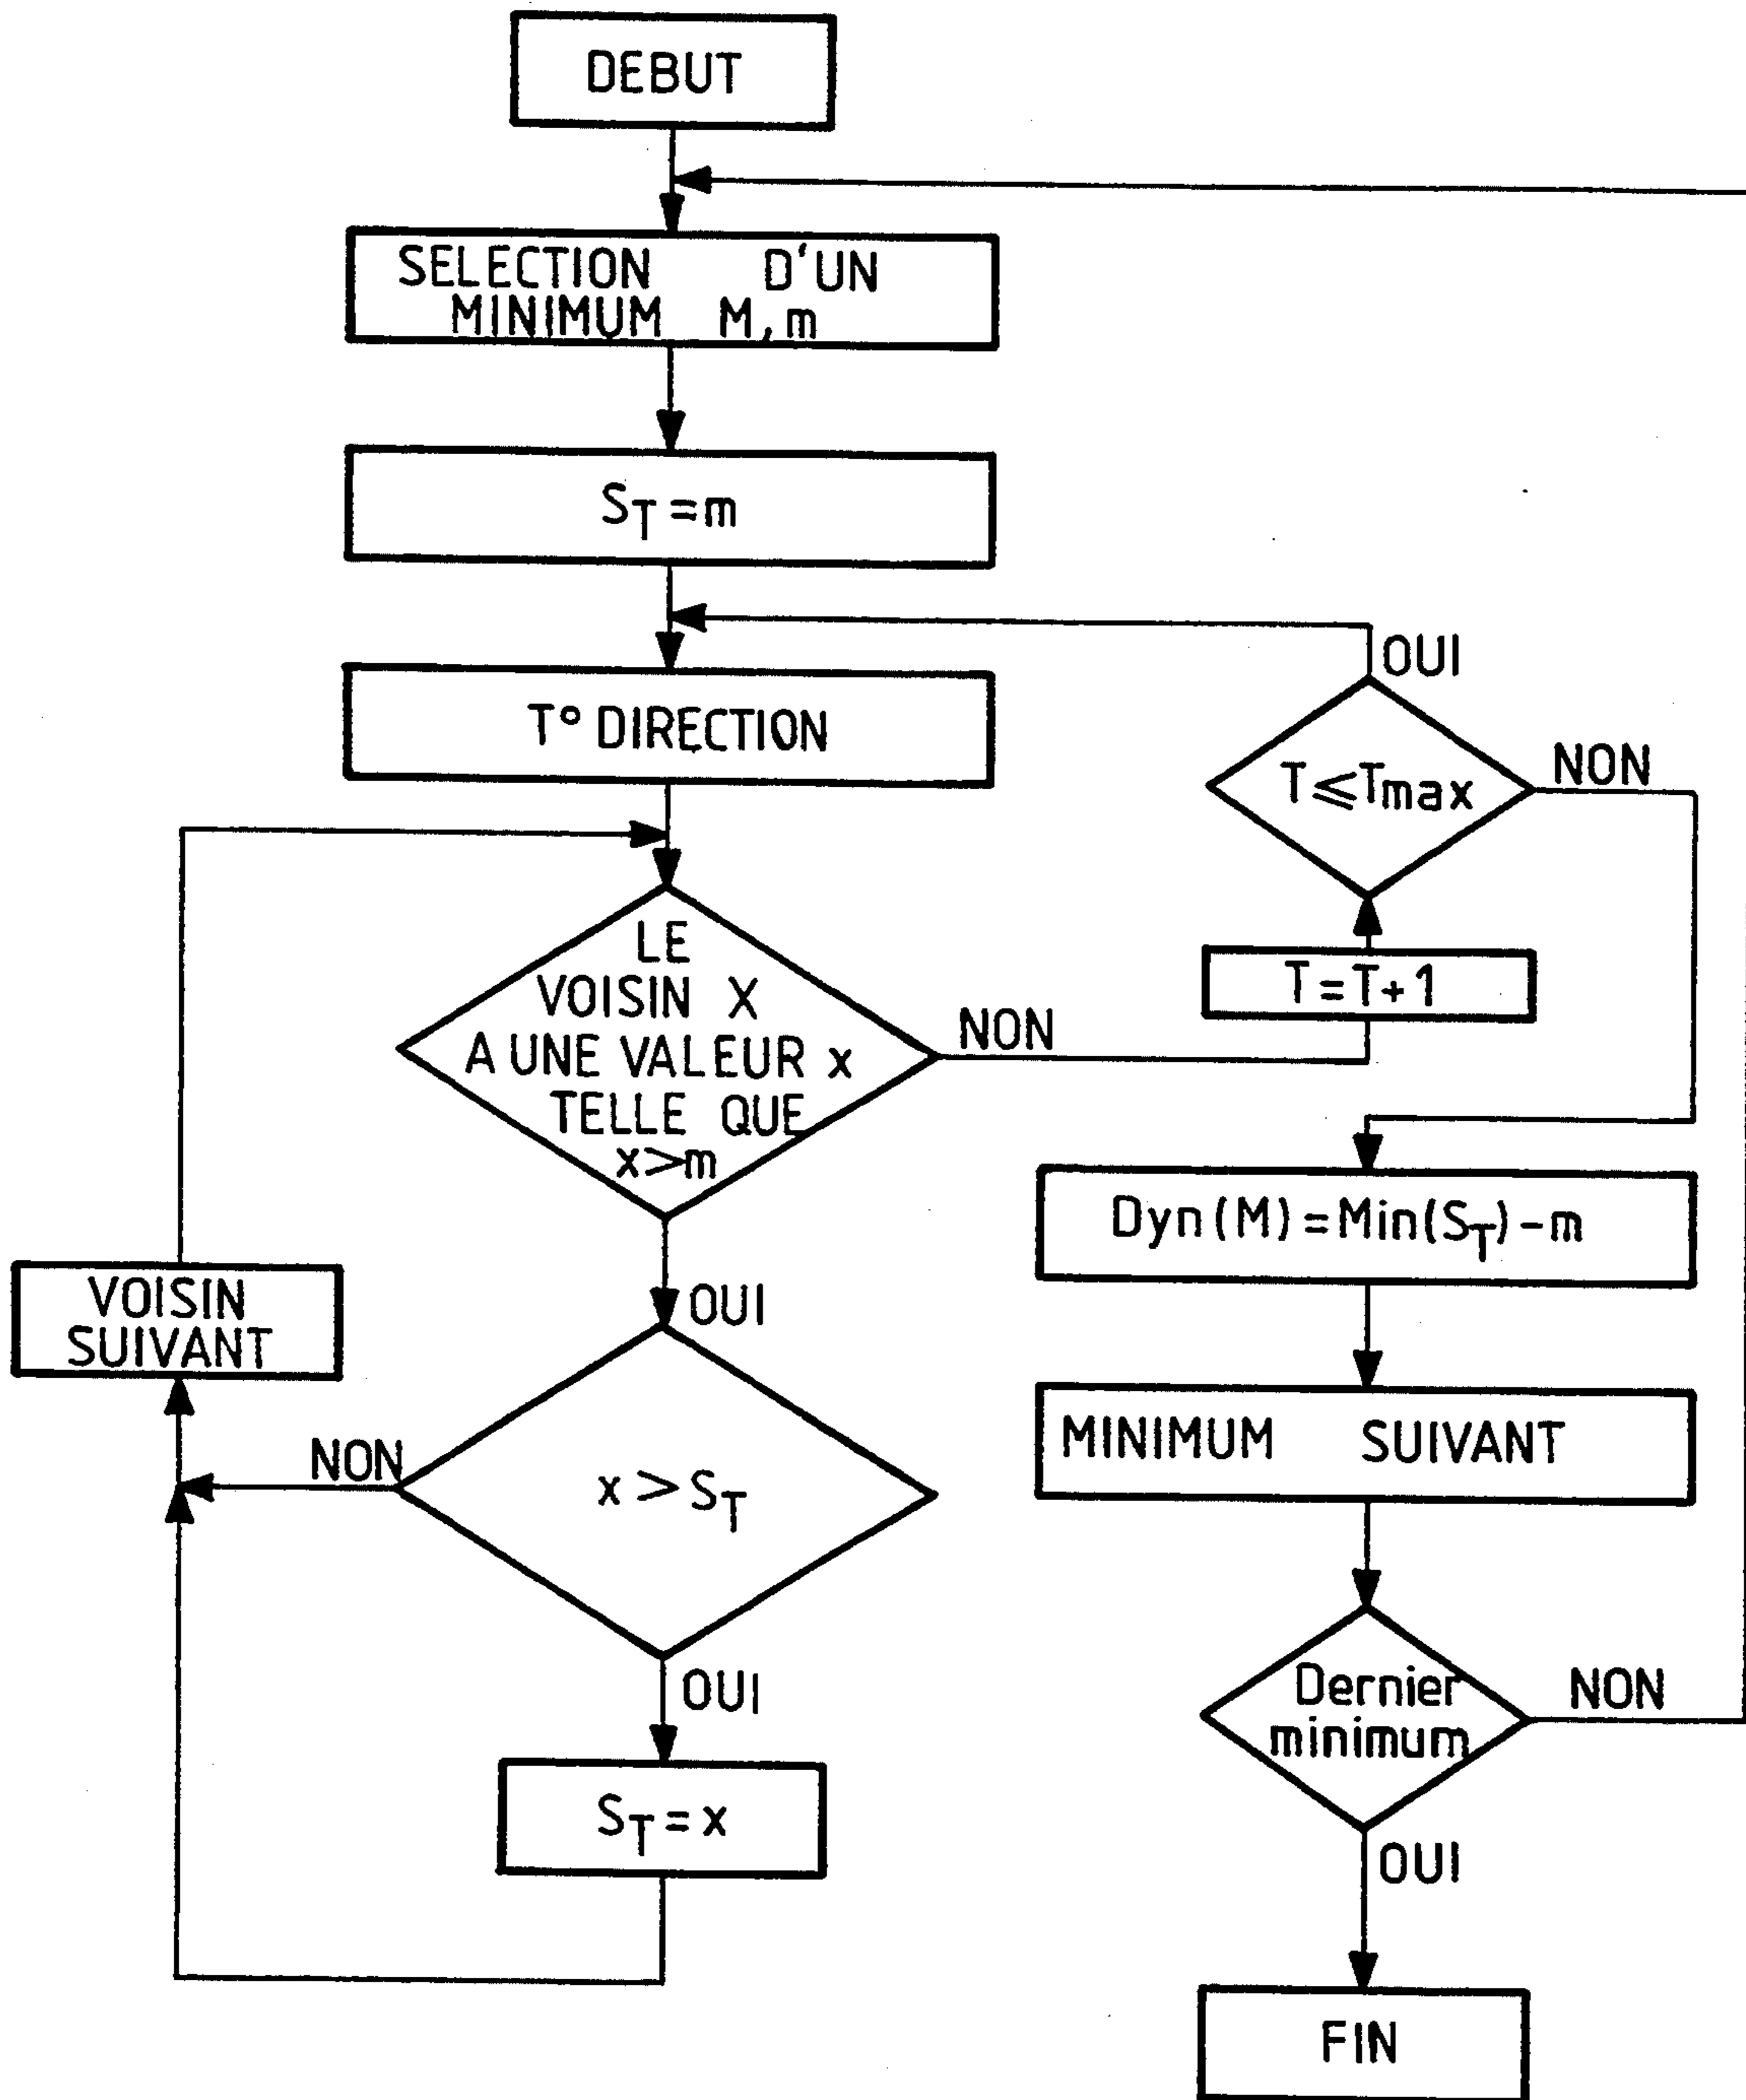 DEBUT
SELECTION D'UN
MINIMUM M,m
S_T=m
T° DIRECTION
LE
VOISIN X
A UNE VALEUR x
TELLE QUE
x>m
NON
OUI
VOISIN
SUIVANT
x>S_T
NON
OUI
S_T=x
T=T+1
T⩽Tmax
OUI
NON
Dyn(M)=Min(S_T)-m
MINIMUM SUIVANT
Dernier
minimum
NON
OUI
FIN